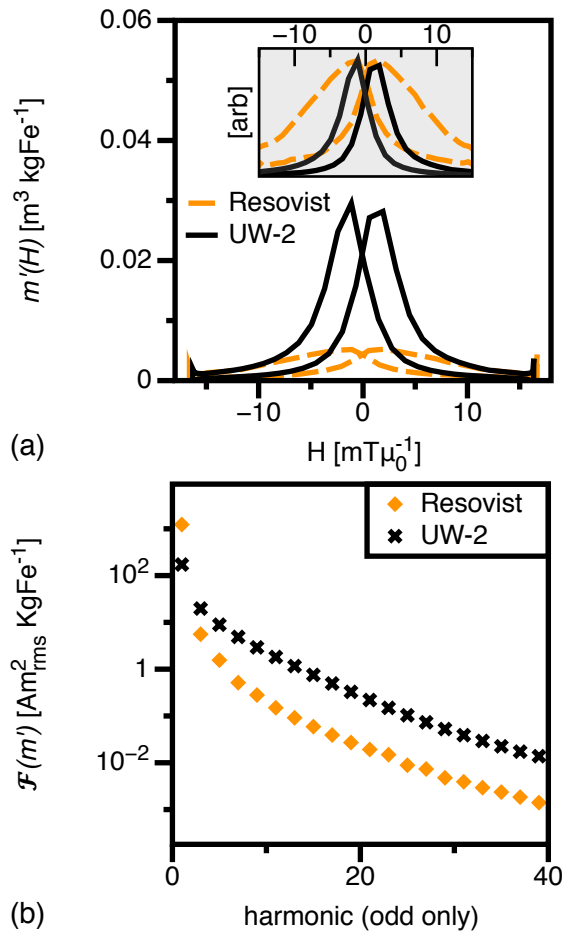 0.06
0.04
0.02
0
m'(H) [m³ kgFe⁻¹]
−10 0 10
[arb]
Resovist
UW-2
−10 0 10
(a)
H [mTμ₀⁻¹]
Resovist
UW-2
10²
1
10⁻²
𝓕(m') [Am²rms KgFe⁻¹]
0 20 40
(b)
harmonic (odd only)